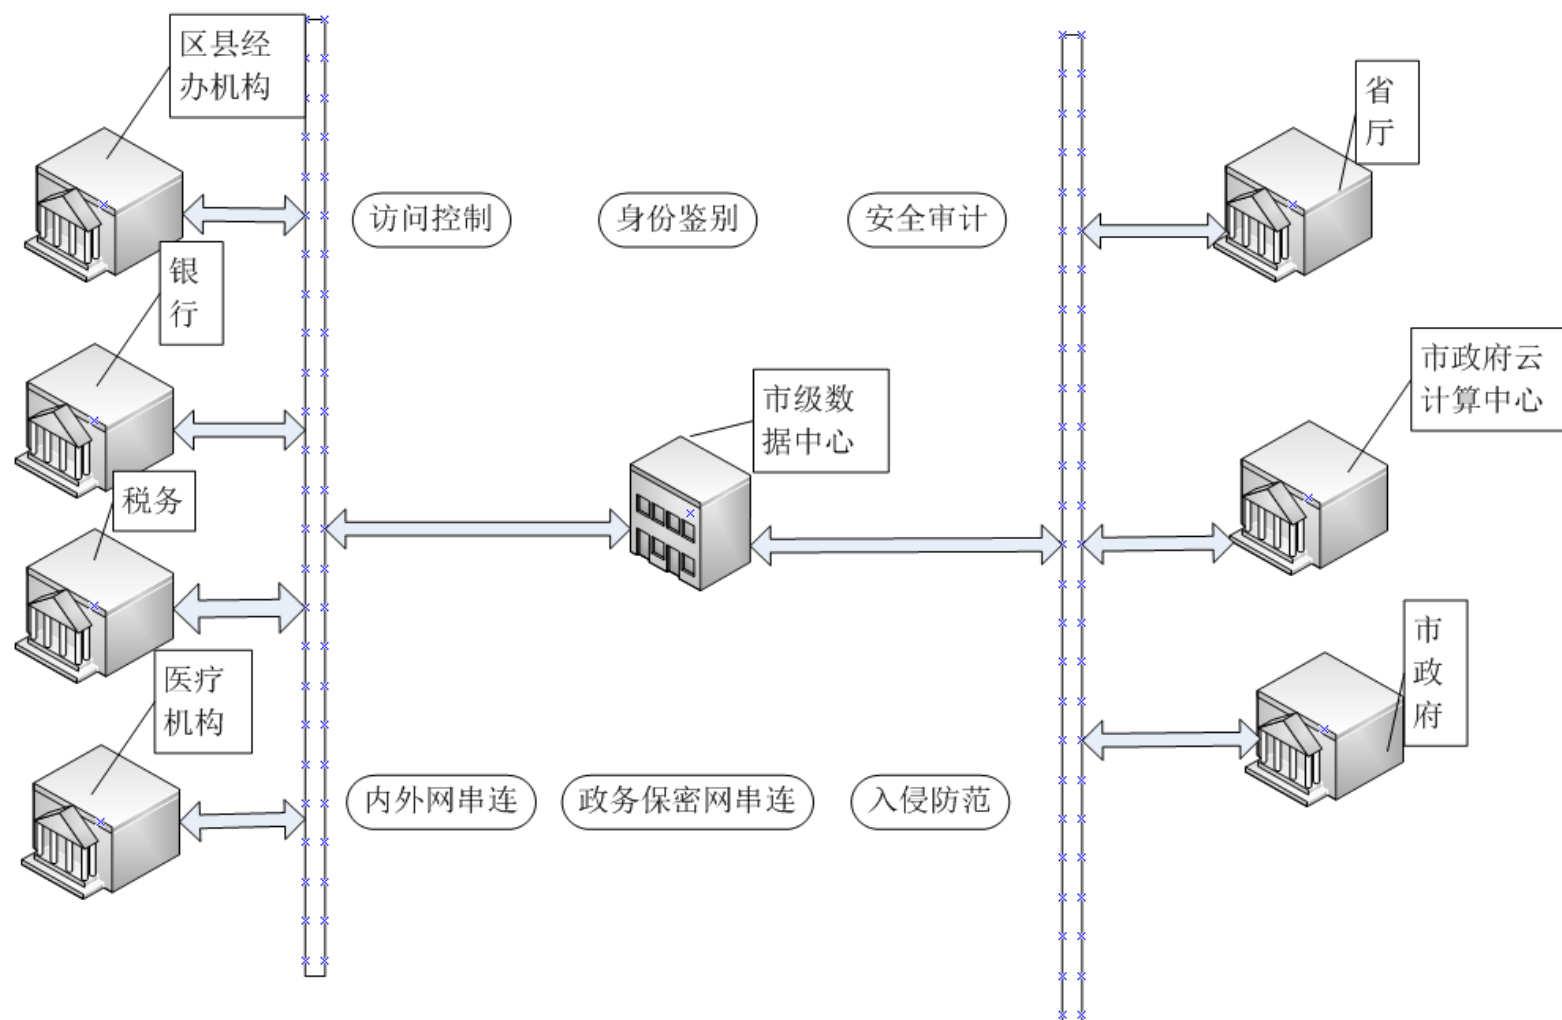 区县经
办机构
省
厅
访问控制
身份鉴别
安全审计
银
行
市政府云
计算中心
市级数
据中心
税务
市
政
府
医疗
机构
内外网串连
政务保密网串连
入侵防范